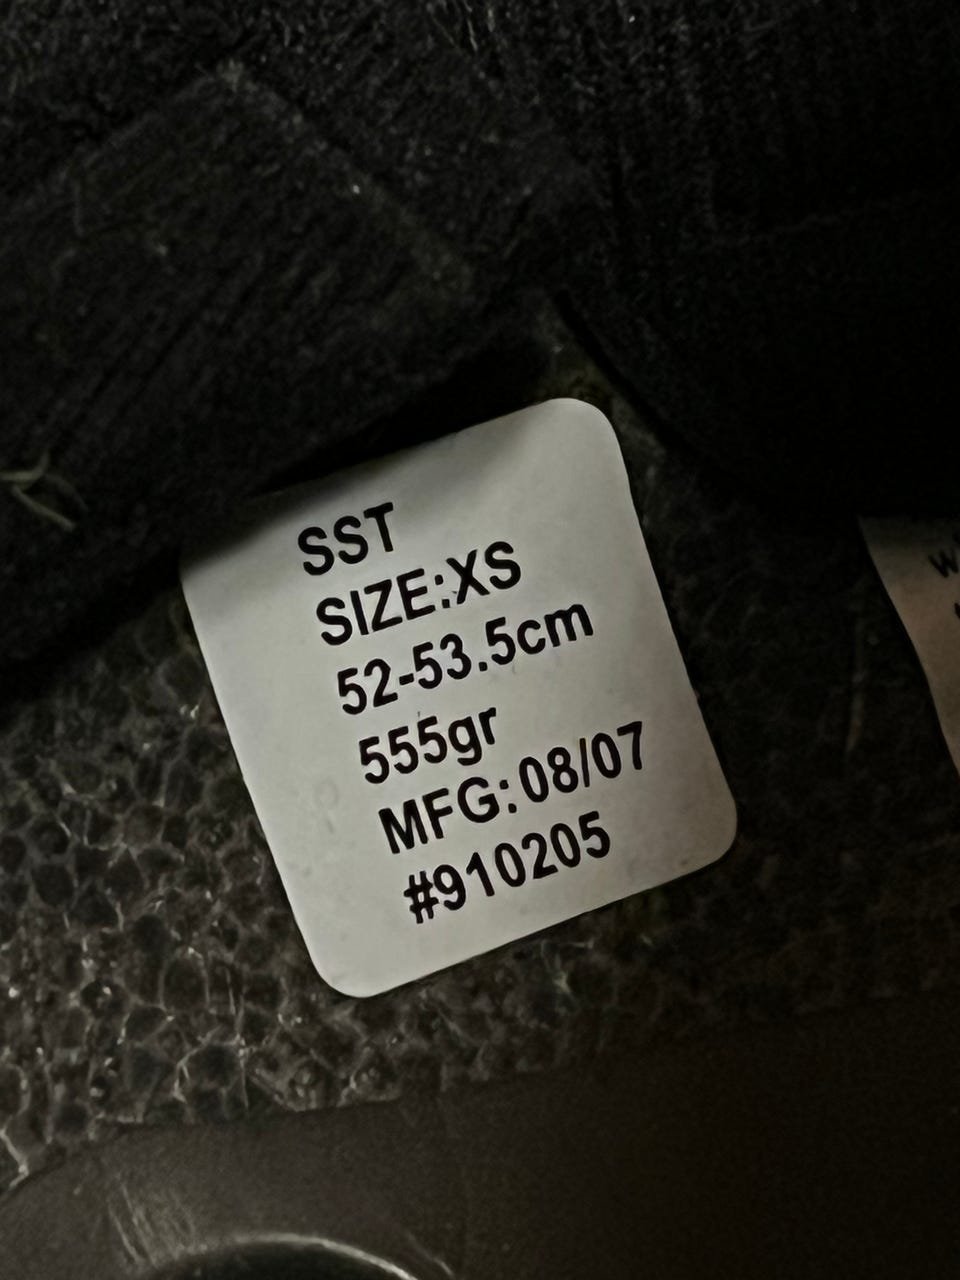 SST
SIZE:XS
52-53.5cm
555gr
MFG:08/07
#910205